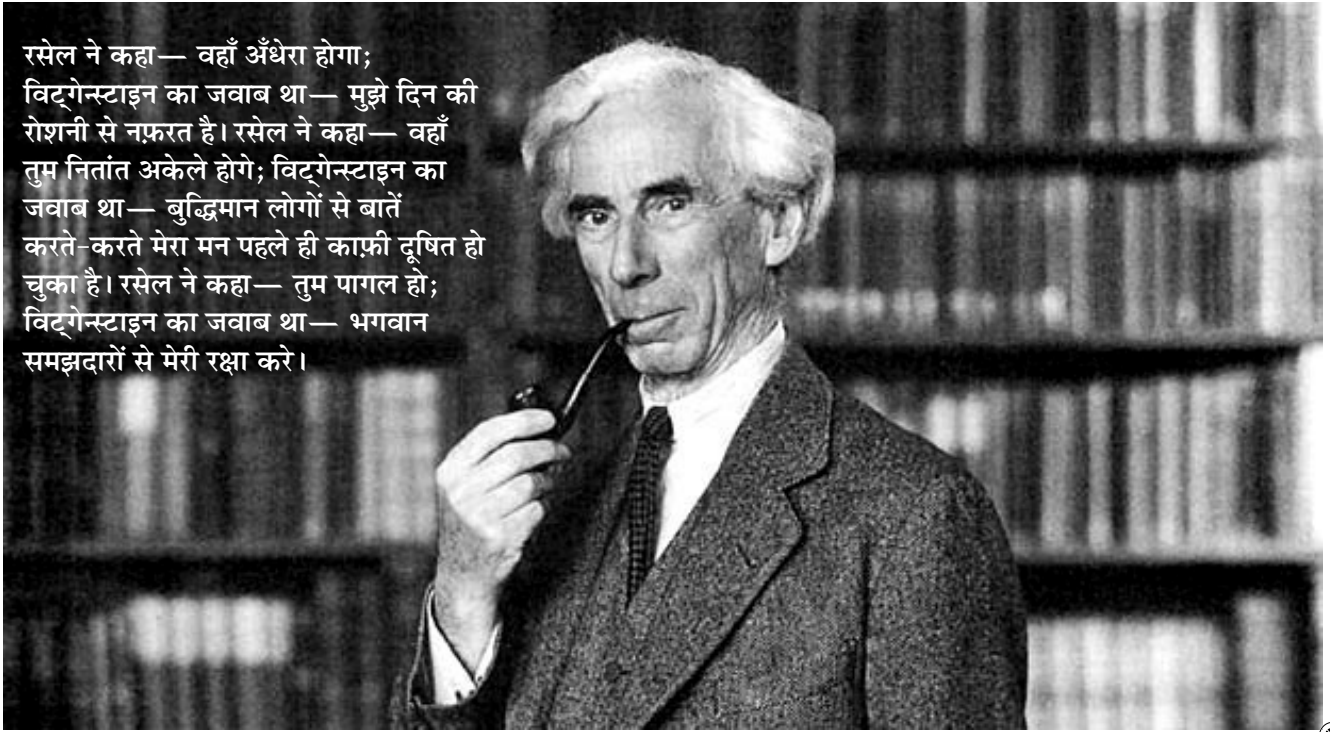 रसेल ने कहा— वहाँ अँधेरा होगा;
विट्गेन्स्टाइन का जवाब था— मुझे दिन की
रोशनी से नफ़रत है। रसेल ने कहा— वहाँ
तुम नितांत अकेले होगे; विट्गेन्स्टाइन का
जवाब था— बुद्धिमान लोगों से बातें
करते-करते मेरा मन पहले ही काफ़ी दूषित हो
चुका है। रसेल ने कहा— तुम पागल हो;
विट्गेन्स्टाइन का जवाब था— भगवान
समझदारों से मेरी रक्षा करे।